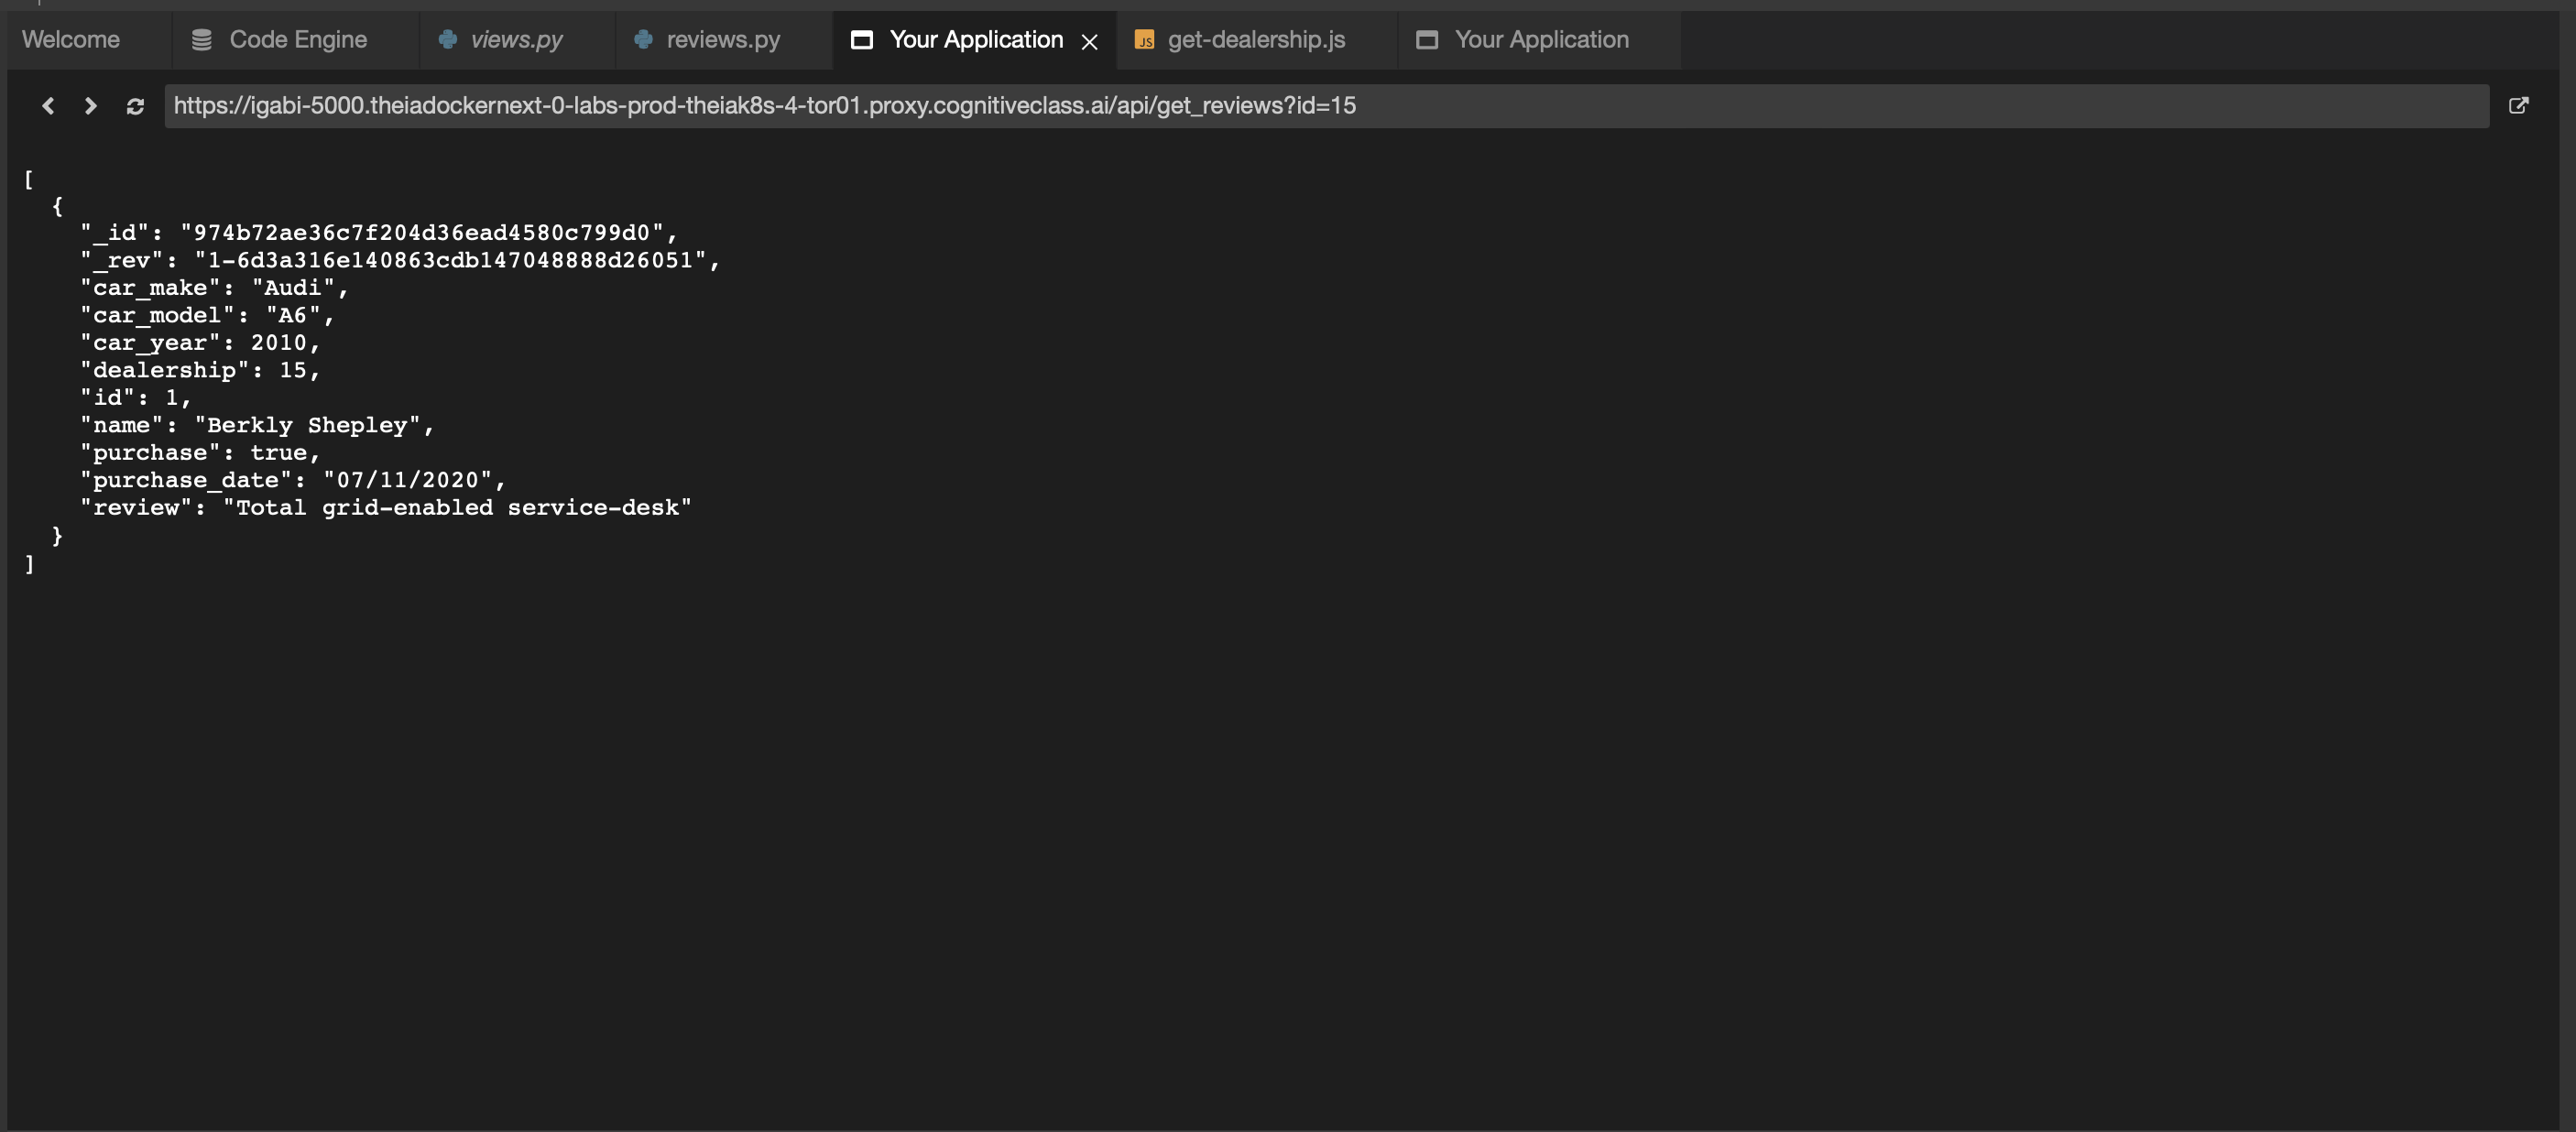 Welcome
Code Engine
views.py
reviews.py
Your Application
JS get-dealership.js
Your Application
https://igabi-5000.theiadockernext-0-labs-prod-theiak8s-4-tor01.proxy.cognitiveclass.ai/api/get_reviews?id=15
[
  {
    "_id": "974b72ae36c7f204d36ead4580c799d0",
    "_rev": "1-6d3a316e140863cdb147048888d26051",
    "car_make": "Audi",
    "car_model": "A6",
    "car_year": 2010,
    "dealership": 15,
    "id": 1,
    "name": "Berkly Shepley",
    "purchase": true,
    "purchase_date": "07/11/2020",
    "review": "Total grid-enabled service-desk"
  }
]